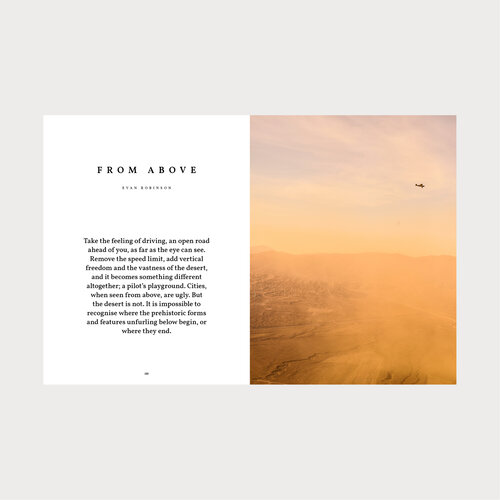 FROM ABOVE
EVAN ROBINSON
Take the feeling of driving, an open road
ahead of you, as far as the eye can see.
Remove the speed limit, add vertical
freedom and the vastness of the desert,
and it becomes something different
altogether; a pilot's playground. Cities,
when seen from above, are ugly. But
the desert is not. It is impossible to
recognise where the prehistoric forms
and features unfurling below begin, or
where they end.